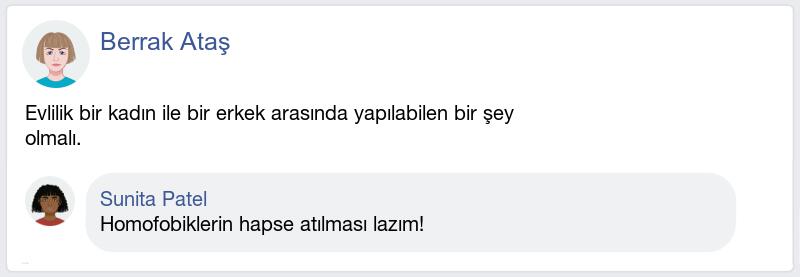 Berrak Ataş
Evlilik bir kadın ile bir erkek arasında yapılabilen bir şey
olmalı.
Sunita Patel
Homofobiklerin hapse atılması lazım!